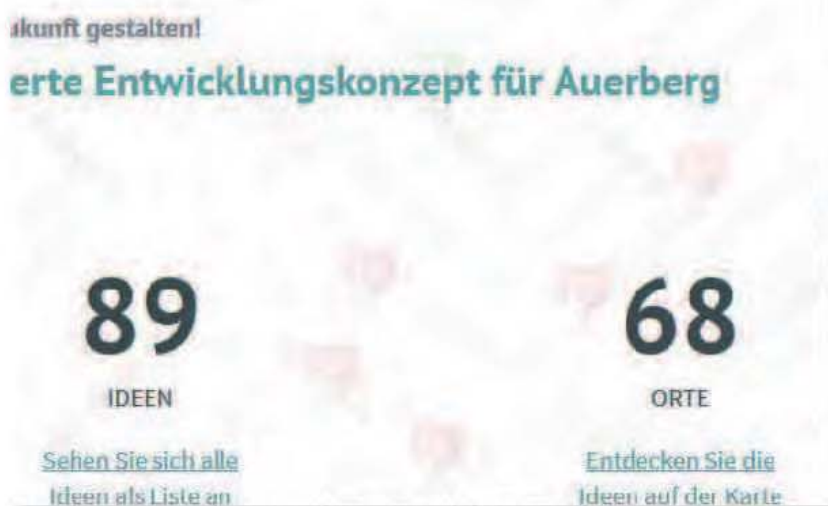 ukunft gestalten!
erte Entwicklungskonzept für Auerberg
89
IDEEN
Sehen Sie sich alle
Ideen als Liste an
68
ORTE
Entdecken Sie die
Ideen auf der Karte